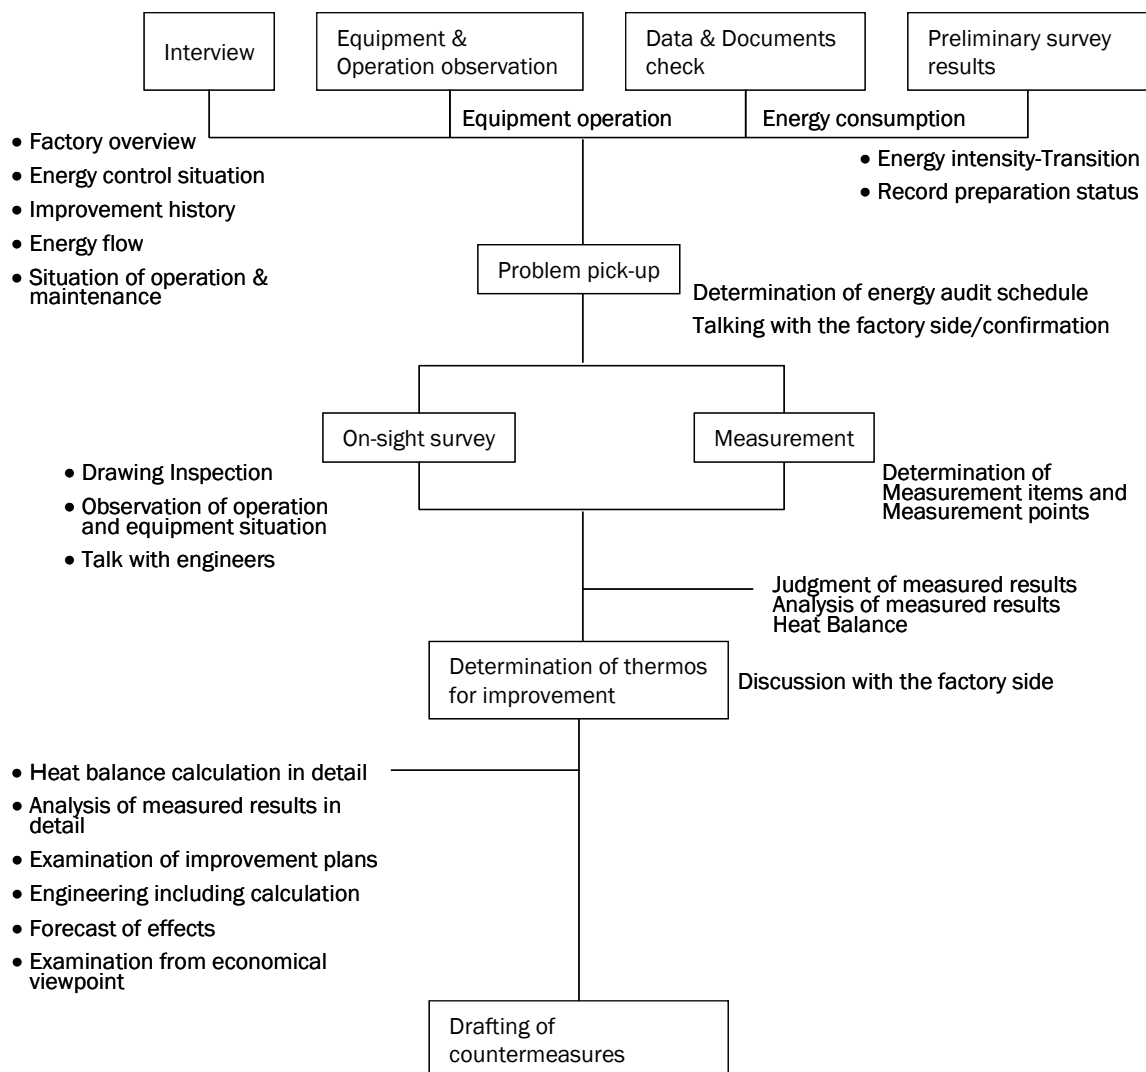 Interview
Equipment &
Operation observation
Data & Documents
check
Preliminary survey
results
Equipment operation
Energy consumption
• Factory overview
• Energy control situation
• Improvement history
• Energy flow
• Situation of operation &
maintenance
• Energy intensity-Transition
• Record preparation status
Problem pick-up
Determination of energy audit schedule
Talking with the factory side/confirmation
On-sight survey
Measurement
• Drawing Inspection
• Observation of operation
and equipment situation
• Talk with engineers
Determination of
Measurement items and
Measurement points
Judgment of measured results
Analysis of measured results
Heat Balance
Determination of thermos
for improvement
Discussion with the factory side
• Heat balance calculation in detail
• Analysis of measured results in
detail
• Examination of improvement plans
• Engineering including calculation
• Forecast of effects
• Examination from economical
viewpoint
Drafting of
countermeasures